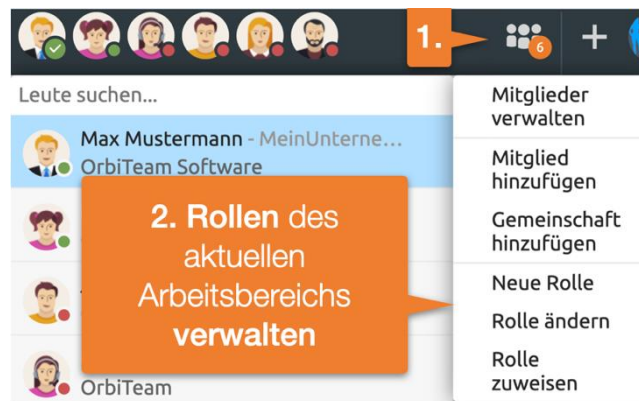 1.
6
Leute suchen...
Max Mustermann - MeinUnterne...
OrbiTeam Software
2. Rollen des
aktuellen
Arbeitsbereichs
verwalten
OrbiTeam
Mitglieder
verwalten
Mitglied
hinzufügen
Gemeinschaft
hinzufügen
Neue Rolle
Rolle ändern
Rolle
zuweisen